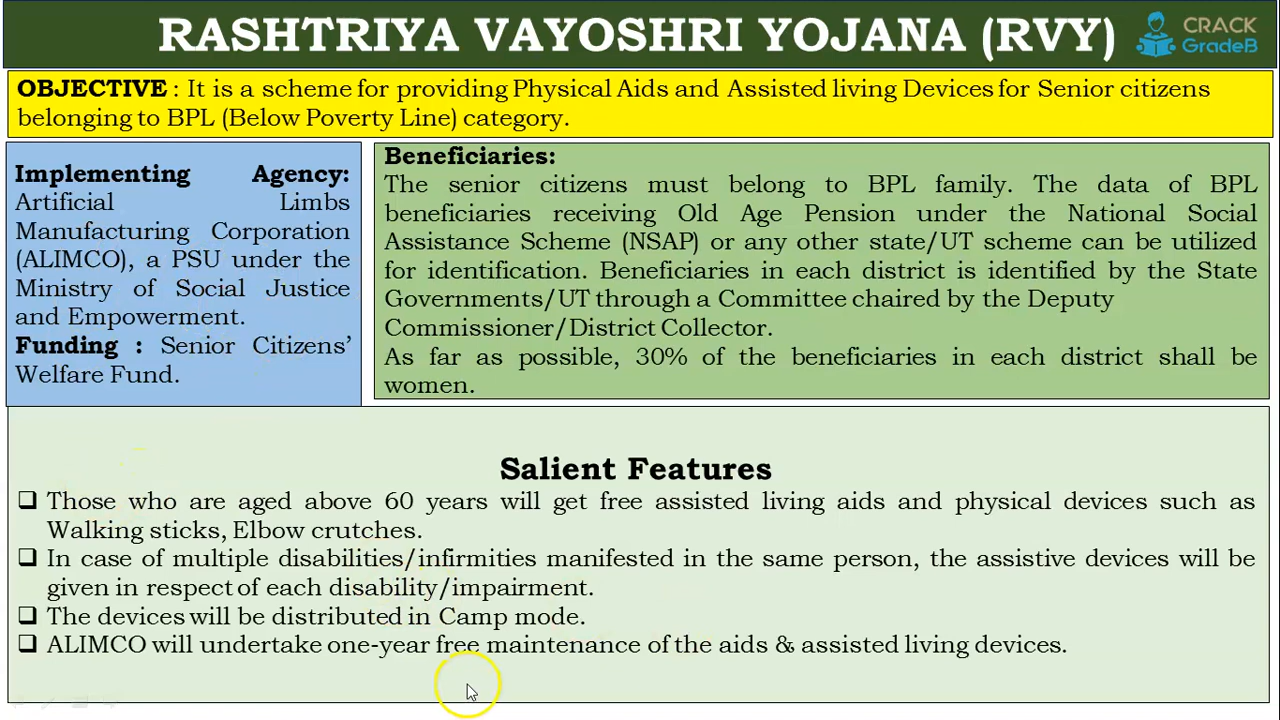 RASHTRIYA VAYOSHRI YOJANA (RVY)
CRACK
GradeB
OBJECTIVE : It is a scheme for providing Physical Aids and Assisted living Devices for Senior citizens
belonging to BPL (Below Poverty Line) category.
Implementing Agency:
Artificial Limbs
Manufacturing Corporation
(ALIMCO), a PSU under the
Ministry of Social Justice
and Empowerment.
Funding : Senior Citizens’
Welfare Fund.
Beneficiaries:
The senior citizens must belong to BPL family. The data of BPL
beneficiaries receiving Old Age Pension under the National Social
Assistance Scheme (NSAP) or any other state/UT scheme can be utilized
for identification. Beneficiaries in each district is identified by the State
Governments/UT through a Committee chaired by the Deputy
Commissioner/District Collector.
As far as possible, 30% of the beneficiaries in each district shall be
women.
Salient Features
❑ Those who are aged above 60 years will get free assisted living aids and physical devices such as
Walking sticks, Elbow crutches.
❑ In case of multiple disabilities/infirmities manifested in the same person, the assistive devices will be
given in respect of each disability/impairment.
❑ The devices will be distributed in Camp mode.
❑ ALIMCO will undertake one-year free maintenance of the aids & assisted living devices.